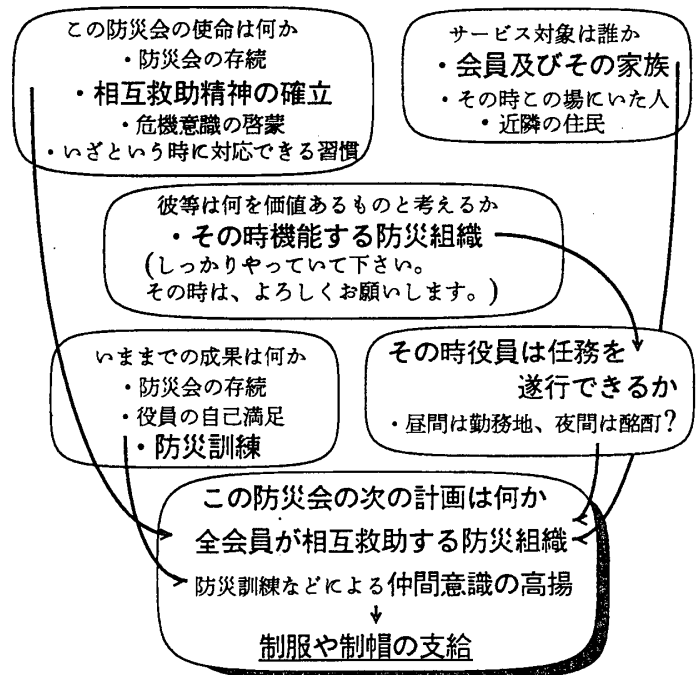 この防災会の使命は何か
・防災会の存続
・相互救助精神の確立
・危機意識の啓蒙
・いざという時に対応できる習慣
サービス対象は誰か
・会員及びその家族
・その時この場にいた人
・近隣の住民
彼等は何を価値あるものと考えるか
・その時機能する防災組織
(しっかりやっていて下さい。
その時は、よろしくお願いします。)
いままでの成果は何か
・防災会の存続
・役員の自己満足
・防災訓練
その時役員は任務を
遂行できるか
・昼間は勤務地、夜間は酩酊?
この防災会の次の計画は何か
全会員が相互救助する防災組織
防災訓練などによる仲間意識の高揚
制服や制帽の支給